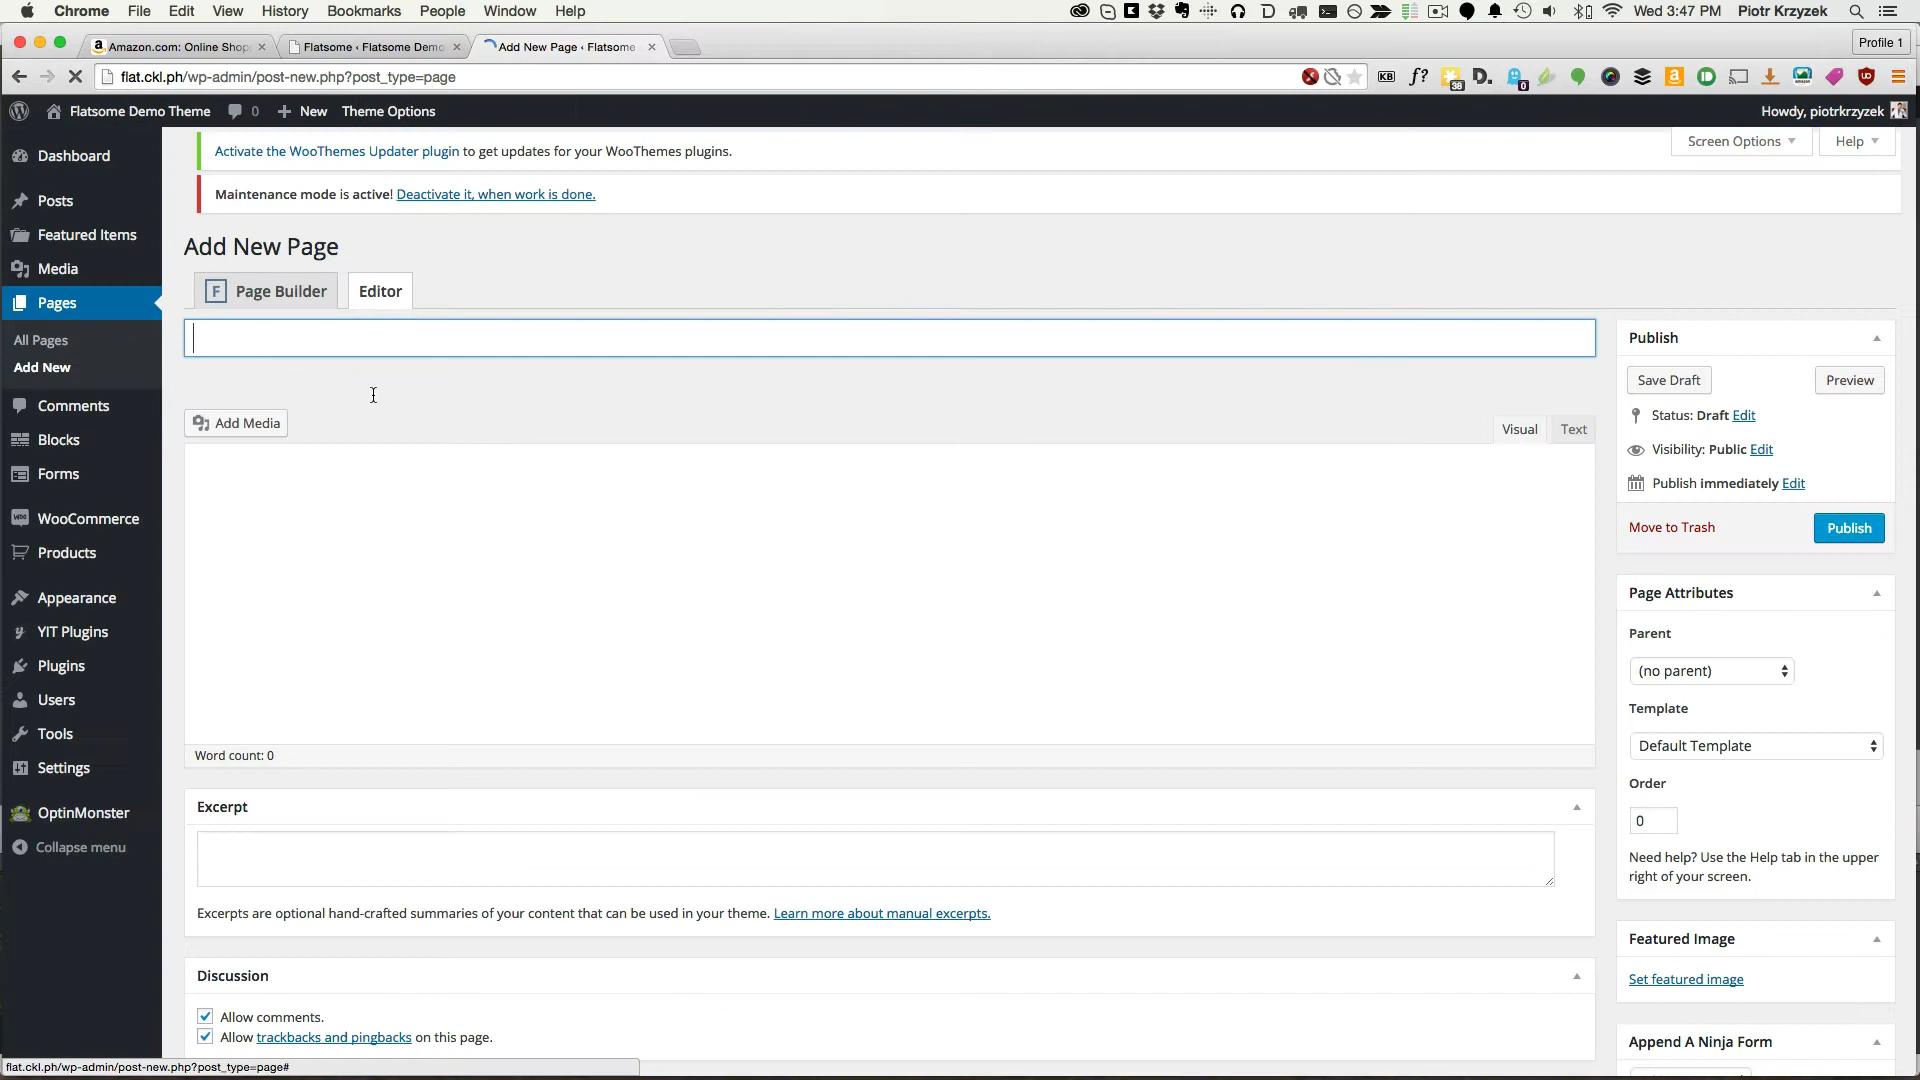 Chrome File Edit View History Bookmarks People Window Help
Wed 3:47 PM Piotr Krzyzek
Amazon.com: Online Shop
Flatsome ‹ Flatsome Demo
Add New Page ‹ Flatsome
Profile 1
flat.ckl.ph/wp-admin/post-new.php?post_type=page
KB f? 38 D. 0
Flatsome Demo Theme 0 New Theme Options
Howdy, piotrkrzyzek
Dashboard
Posts
Featured Items
Media
Pages
All Pages
Add New
Comments
Blocks
Forms
WooCommerce
Products
Appearance
YIT Plugins
Plugins
Users
Tools
Settings
OptinMonster
Collapse menu
Activate the WooThemes Updater plugin to get updates for your WooThemes plugins.
Screen Options Help
Maintenance mode is active! Deactivate it, when work is done.
Add New Page
F Page Builder Editor
Add Media
Visual Text
Word count: 0
Excerpt
Excerpts are optional hand-crafted summaries of your content that can be used in your theme. Learn more about manual excerpts.
Discussion
Allow comments.
Allow trackbacks and pingbacks on this page.
Publish
Save Draft Preview
Status: Draft Edit
Visibility: Public Edit
Publish immediately Edit
Move to Trash Publish
Page Attributes
Parent
(no parent)
Template
Default Template
Order
0
Need help? Use the Help tab in the upper
right of your screen.
Featured Image
Set featured image
Append A Ninja Form
flat.ckl.ph/wp-admin/post-new.php?post_type=page#